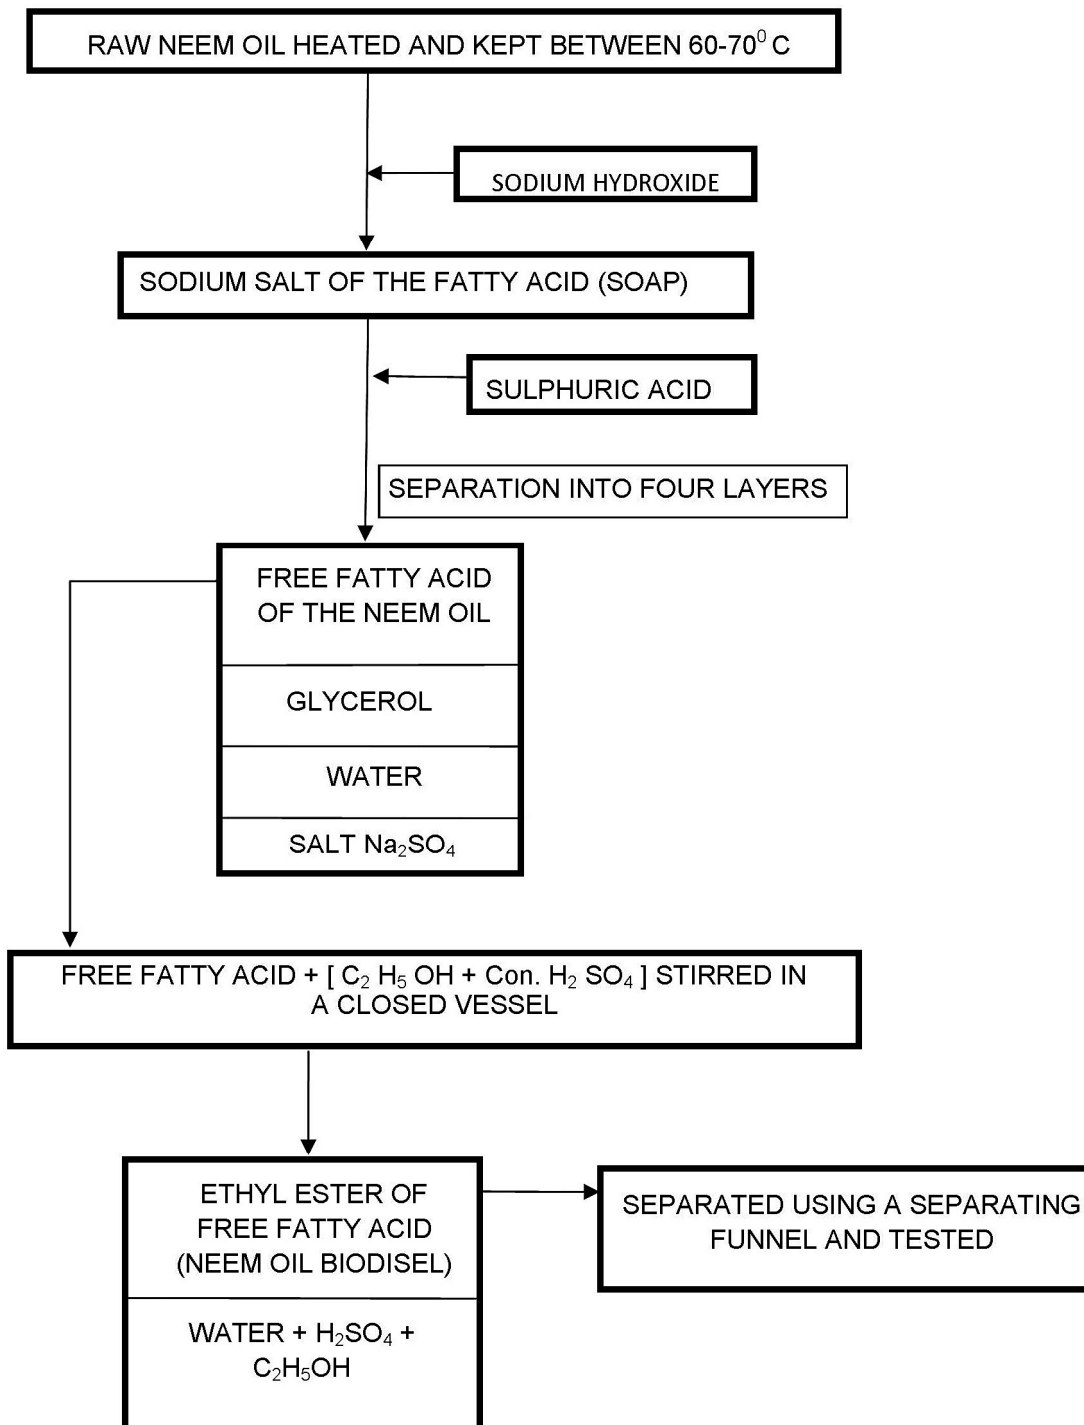 RAW NEEM OIL HEATED AND KEPT BETWEEN 60-70⁰ C
SODIUM HYDROXIDE
SODIUM SALT OF THE FATTY ACID (SOAP)
SULPHURIC ACID
SEPARATION INTO FOUR LAYERS
FREE FATTY ACID
OF THE NEEM OIL
GLYCEROL
WATER
SALT Na₂SO₄
FREE FATTY ACID + [ C₂ H₅ OH + Con. H₂ SO₄ ] STIRRED IN
A CLOSED VESSEL
ETHYL ESTER OF
FREE FATTY ACID
(NEEM OIL BIODISEL)
SEPARATED USING A SEPARATING
FUNNEL AND TESTED
WATER + H₂SO₄ +
C₂H₅OH